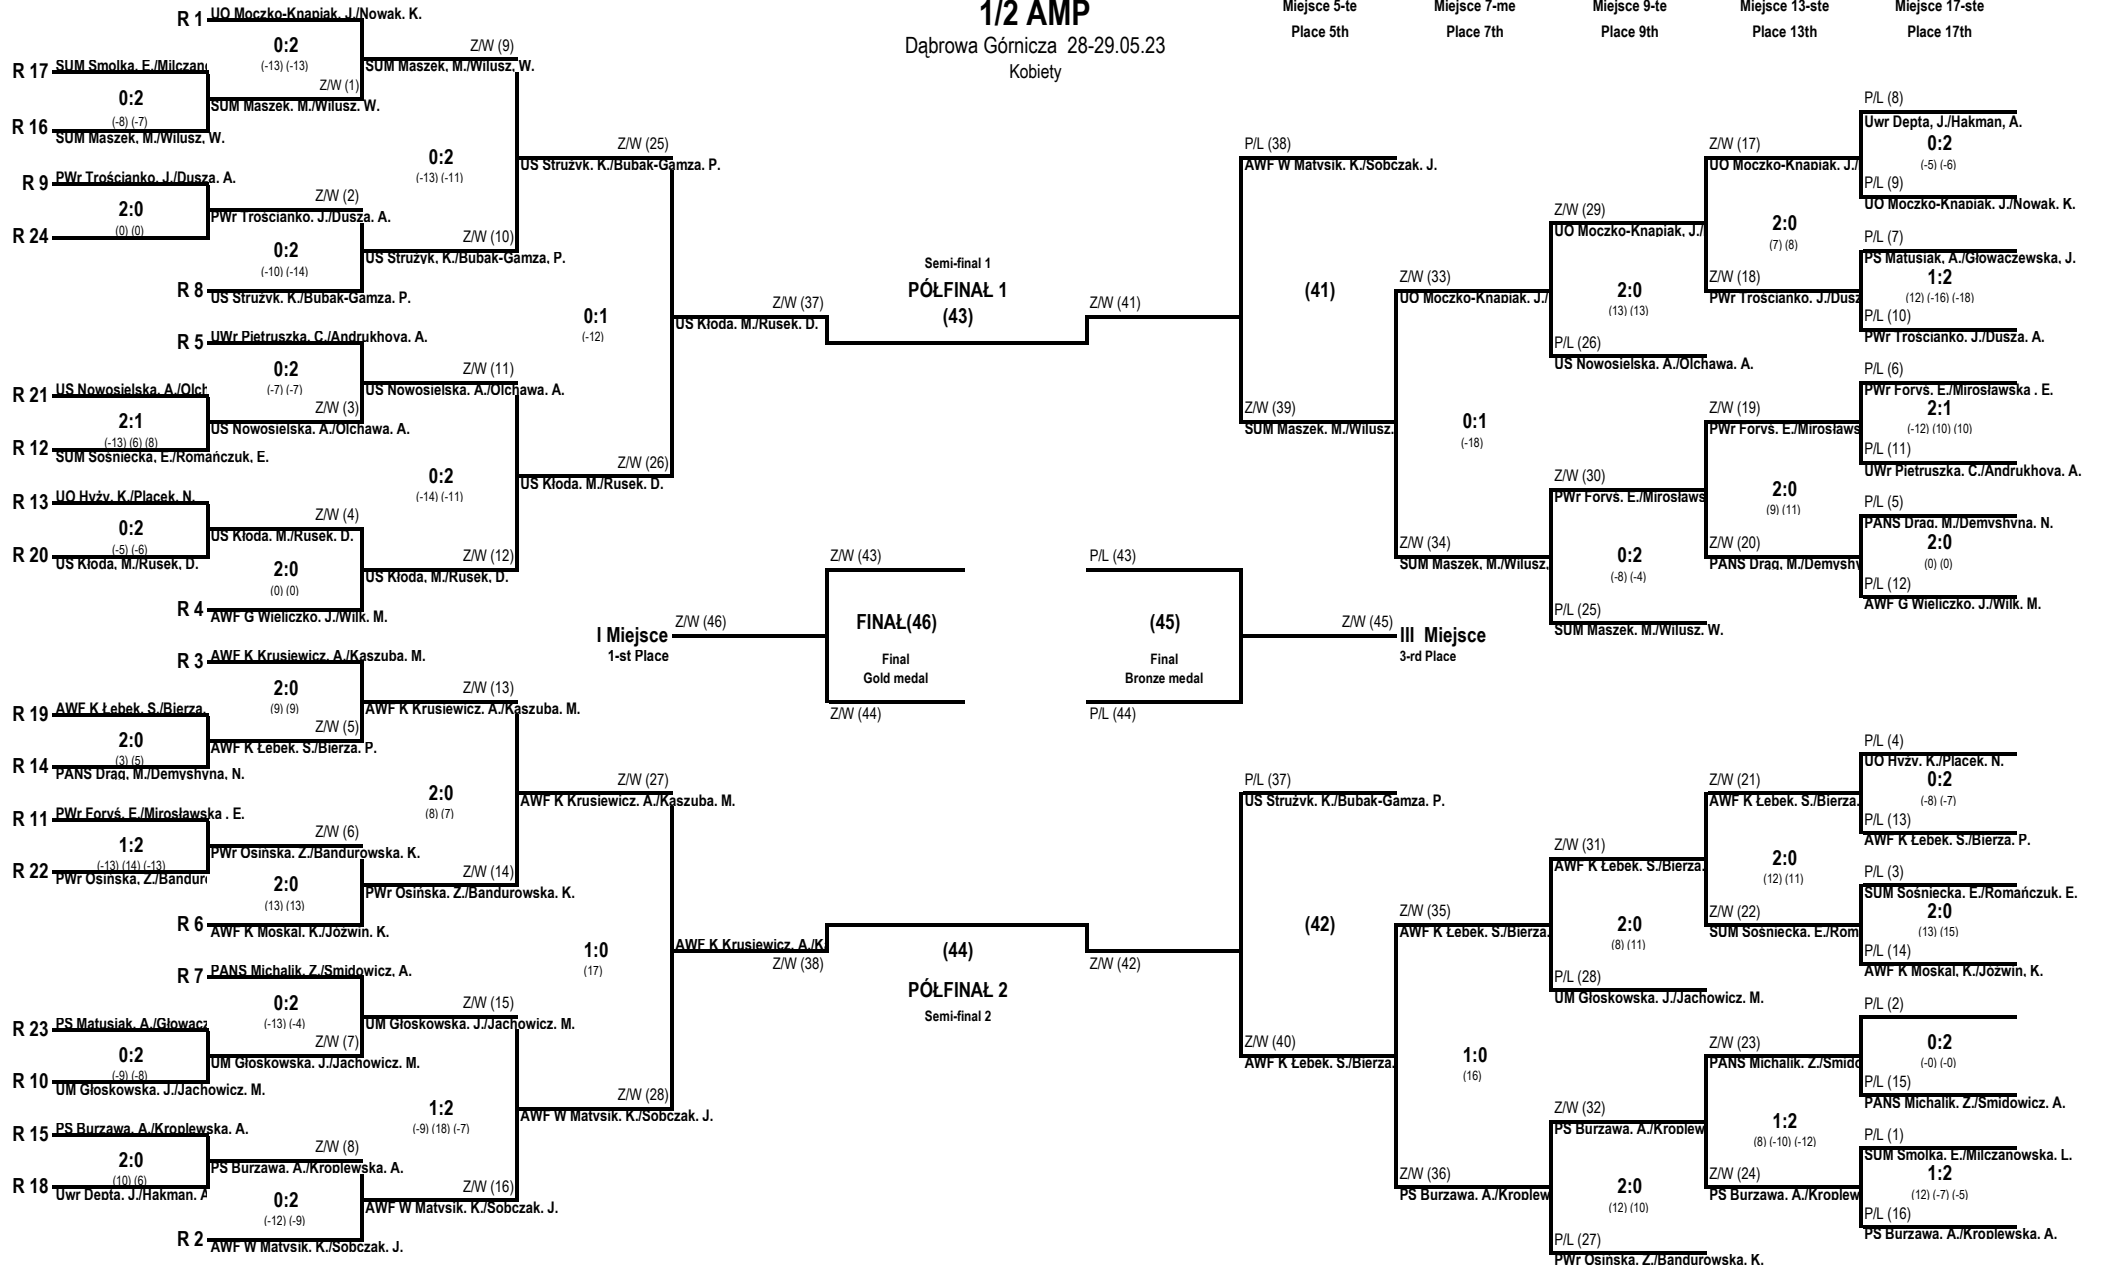 1/2 AMP
Dąbrowa Górnicza 28-29.05.23
Kobiety
Miejsce 5-te
Place 5th
Miejsce 7-me
Place 7th
Miejsce 9-te
Place 9th
Miejsce 13-ste
Place 13th
Miejsce 17-ste
Place 17th
R 1
UO Moczko-Knapiak. J./Nowak. K.
0:2
(-13) (-13)
Z/W (9)
SUM Maszek, M./Wilusz, W.
R 17
SUM Smolka. E./Milczan
0:2
(-8) (-7)
Z/W (1)
SUM Maszek. M./Wilusz. W.
R 16
SUM Maszek, M./Wilusz, W.
0:2
(-13) (-11)
Z/W (25)
US Strużyk. K./Bubak-Gamza. P.
R 9
PWr Trościanko. J./Dusza. A.
2:0
(0) (0)
Z/W (2)
PWr Trościanko. J./Dusza. A.
R 24
0:2
(-10) (-14)
Z/W (10)
US Strużyk, K./Bubak-Gamza, P.
R 8
US Strużyk. K./Bubak-Gamza. P.
0:1
(-12)
Z/W (37)
US Kłoda. M./Rusek. D.
R 5
UWr Pietruszka. C./Andrukhova. A.
0:2
(-7) (-7)
Z/W (11)
US Nowosielska. A./Olchawa. A.
R 21
US Nowosielska. A./Olch
2:1
(-13) (6) (8)
Z/W (3)
US Nowosielska. A./Olchawa. A.
R 12
SUM Sośniecka, E./Romańczuk, E.
0:2
(-14) (-11)
Z/W (26)
US Kłoda. M./Rusek. D.
R 13
UO Hyży. K./Placek. N.
0:2
(-5) (-6)
Z/W (4)
US Kłoda. M./Rusek. D.
R 20
US Kłoda, M./Rusek, D.
2:0
(0) (0)
Z/W (12)
US Kłoda, M./Rusek, D.
R 4
AWF G Wieliczko. J./Wilk. M.
Semi-final 1
PÓŁFINAŁ 1
(43)
Z/W (41)
I Miejsce
1-st Place
Z/W (46)
Z/W (43)
FINAŁ(46)
Final
Gold medal
Z/W (44)
P/L (43)
(45)
Final
Bronze medal
P/L (44)
Z/W (45)
III Miejsce
3-rd Place
R 3
AWF K Krusiewicz. A./Kaszuba. M.
2:0
(9) (9)
Z/W (13)
AWF K Krusiewicz. A./Kaszuba. M.
R 19
AWF K Łebek. S./Bierza.
2:0
(3) (5)
Z/W (5)
AWF K Łebek. S./Bierza. P.
R 14
PANS Drąg, M./Demyshyna, N.
2:0
(8) (7)
Z/W (27)
AWF K Krusiewicz. A./Kaszuba. M.
R 11
PWr Foryś. E./Mirosławska . E.
1:2
(-13) (14) (-13)
Z/W (6)
PWr Osińska. Z./Bandurowska. K.
R 22
PWr Osińska, Z./Bandur
2:0
(13) (13)
Z/W (14)
PWr Osińska. Z./Bandurowska. K.
R 6
AWF K Moskal. K./Jóźwin. K.
1:0
(17)
AWF K Krusiewicz. A./K
Z/W (38)
R 7
PANS Michalik. Z./Smidowicz, A.
0:2
(-13) (-4)
Z/W (15)
UM Głoskowska. J./Jachowicz. M.
R 23
PS Matusiak. A./Głowacz
0:2
(-9) (-8)
Z/W (7)
UM Głoskowska. J./Jachowicz. M.
R 10
UM Głoskowska. J./Jachowicz. M.
1:2
(-9) (18) (-7)
Z/W (28)
AWF W Matysik. K./Sobczak. J.
R 15
PS Burzawa. A./Kroplewska. A.
2:0
(10) (6)
Z/W (8)
PS Burzawa. A./Kroplewska. A.
R 18
Uwr Depta. J./Hakman. A
0:2
(-12) (-9)
Z/W (16)
AWF W Matysik. K./Sobczak. J.
R 2
AWF W Matysik. K./Sobczak. J.
(44)
PÓŁFINAŁ 2
Semi-final 2
Z/W (42)
P/L (38)
AWF W Matysik. K./Sobczak. J.
(41)
Z/W (39)
SUM Maszek. M./Wilusz.
Z/W (33)
UO Moczko-Knapiak. J./
0:1
(-18)
Z/W (34)
SUM Maszek, M./Wilusz,
Z/W (29)
UO Moczko-Knapiak, J./
2:0
(13) (13)
P/L (26)
US Nowosielska. A./Olchawa. A.
Z/W (30)
PWr Foryś. E./Mirosławs
0:2
(-8) (-4)
P/L (25)
SUM Maszek. M./Wilusz. W.
Z/W (17)
UO Moczko-Knapiak. J./
2:0
(7) (8)
Z/W (18)
PWr Trościanko. J./Dusz
Z/W (19)
PWr Foryś. E./Mirosławs
2:0
(9) (11)
Z/W (20)
PANS Drąg, M./Demyshy
P/L (8)
Uwr Depta, J./Hakman, A.
0:2
(-5) (-6)
P/L (9)
UO Moczko-Knapiak. J./Nowak. K.
P/L (7)
PS Matusiak, A./Głowaczewska, J.
1:2
(12) (-16) (-18)
P/L (10)
PWr Trościanko. J./Dusza. A.
P/L (6)
PWr Foryś. E./Mirosławska . E.
2:1
(-12) (10) (10)
P/L (11)
UWr Pietruszka. C./Andrukhova. A.
P/L (5)
PANS Drąg. M./Demyshyna. N.
2:0
(0) (0)
P/L (12)
AWF G Wieliczko. J./Wilk. M.
P/L (37)
US Strużyk. K./Bubak-Gamza. P.
(42)
Z/W (40)
AWF K Łebek. S./Bierza.
Z/W (35)
AWF K Łebek. S./Bierza.
1:0
(16)
Z/W (36)
PS Burzawa. A./Kroplew
Z/W (31)
AWF K Łebek. S./Bierza.
2:0
(8) (11)
P/L (28)
UM Głoskowska. J./Jachowicz. M.
Z/W (32)
PS Burzawa. A./Kroplew
2:0
(12) (10)
P/L (27)
PWr Osińska. Z./Bandurowska. K.
Z/W (21)
AWF K Łebek. S./Bierza.
2:0
(12) (11)
Z/W (22)
SUM Sośniecka. E./Rom
Z/W (23)
PANS Michalik. Z./Smido
1:2
(8) (-10) (-12)
Z/W (24)
PS Burzawa. A./Kroplew
P/L (4)
UO Hyży. K./Placek. N.
0:2
(-8) (-7)
P/L (13)
AWF K Łebek. S./Bierza. P.
P/L (3)
SUM Sośniecka. E./Romańczuk. E.
2:0
(13) (15)
P/L (14)
AWF K Moskal, K./Jóźwin, K.
P/L (2)
0:2
(-0) (-0)
P/L (15)
PANS Michalik. Z./Smidowicz. A.
P/L (1)
SUM Smolka. E./Milczanowska. L.
1:2
(12) (-7) (-5)
P/L (16)
PS Burzawa. A./Kroplewska. A.